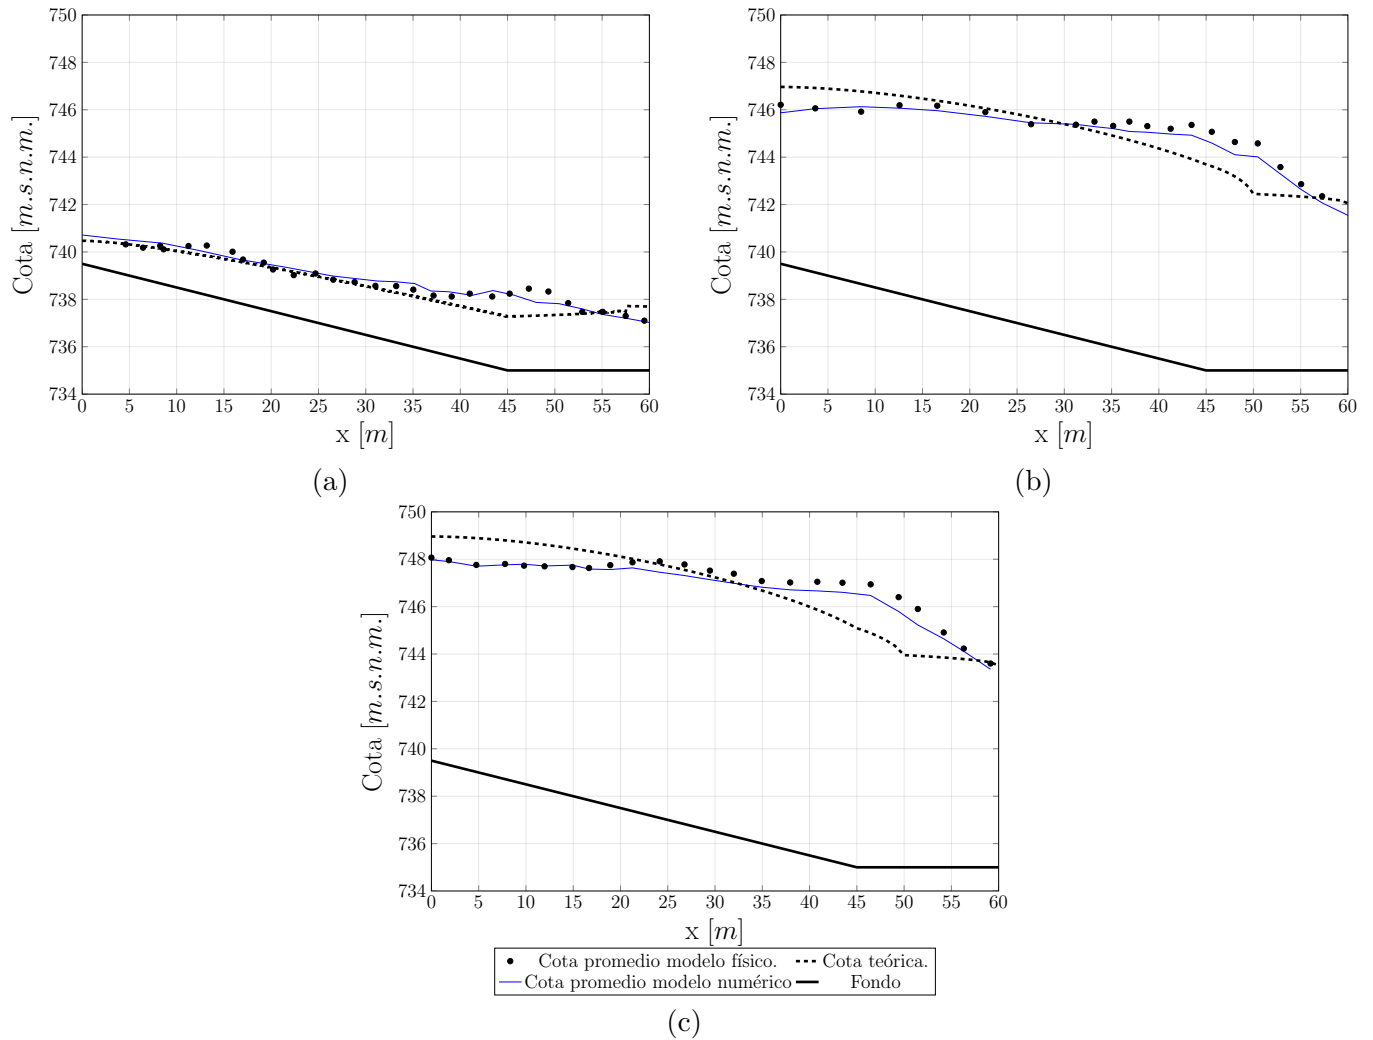 750
748
746
744
742
740
738
736
734
Cota [m.s.n.m.]
0 5 10 15 20 25 30 35 40 45 50 55 60
x [m]
(a)
750
748
746
744
742
740
738
736
734
Cota [m.s.n.m.]
0 5 10 15 20 25 30 35 40 45 50 55 60
x [m]
(b)
750
748
746
744
742
740
738
736
734
Cota [m.s.n.m.]
0 5 10 15 20 25 30 35 40 45 50 55 60
x [m]
Cota promedio modelo físico. Cota teórica.
Cota promedio modelo numérico Fondo
(c)